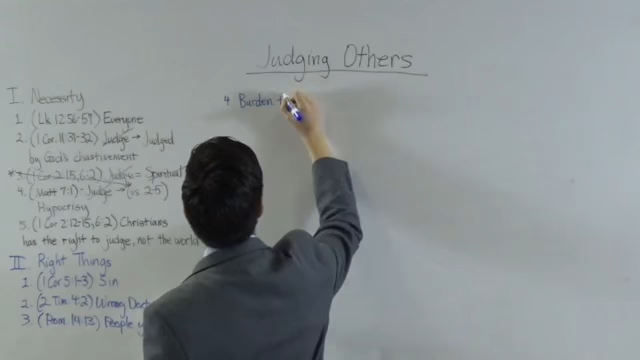 Judging Others
I. Necessity
1. (Lk 12:56-57) Everyone
2. (1 Cor. 11:31-32) Judge → Judged
by God's chastisement
*3. (1 Cor 2:15, 6:2) Judge = Spiritual
4. (Matt 7:1) - Judge → (vs. 2-5)
Hypocrisy
5. (1 Cor 2:12-15, 6:2) Christians
has the right to judge, not the world
II. Right Things
1. (1 Cor 5:1-3) Sin
2. (2 Tim 4:2) Wrong
3. (Rom 14:13) People
4 Burden